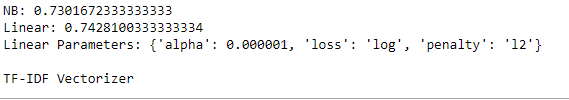 NB: 0.7301672333333333
Linear: 0.7428100333333334
Linear Parameters: {'alpha': 0.000001, 'loss': 'log', 'penalty': 'l2'}
TF-IDF Vectorizer